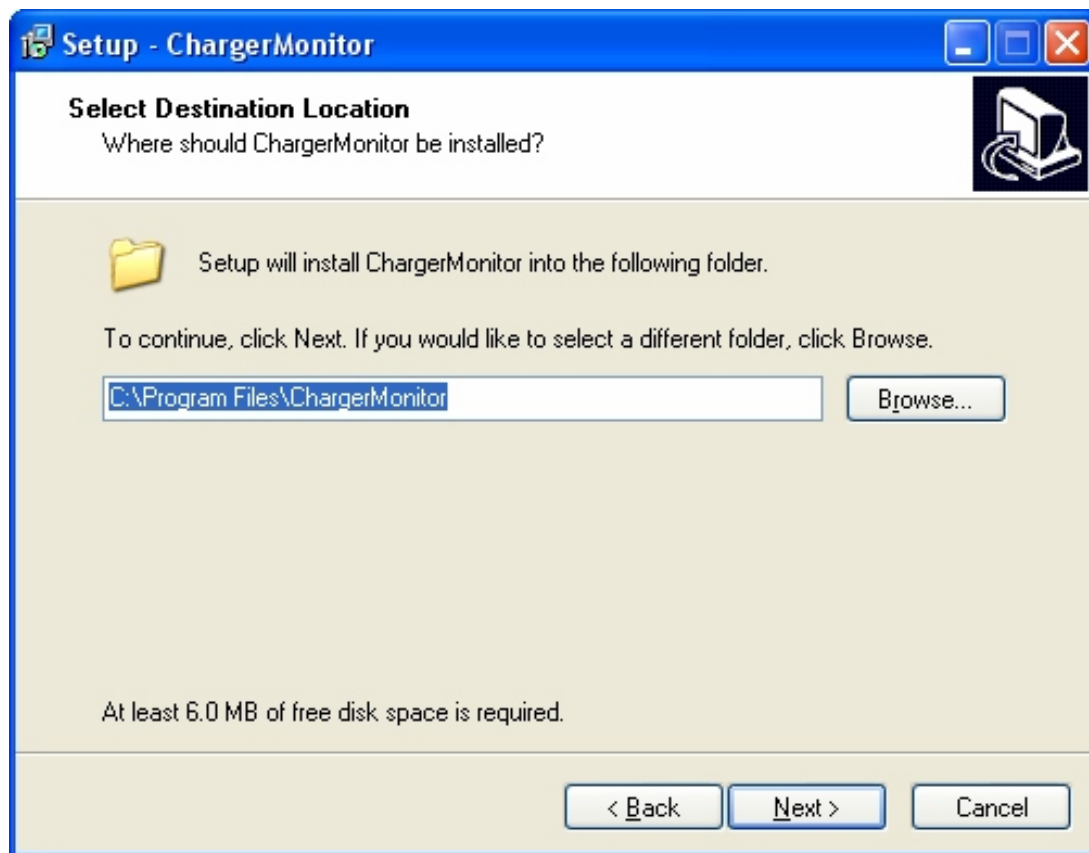 Setup - ChargerMonitor
Select Destination Location
Where should ChargerMonitor be installed?
Setup will install ChargerMonitor into the following folder.
To continue, click Next. If you would like to select a different folder, click Browse.
C:\Program Files\ChargerMonitor
Browse...
At least 6.0 MB of free disk space is required.
< Back
Next >
Cancel